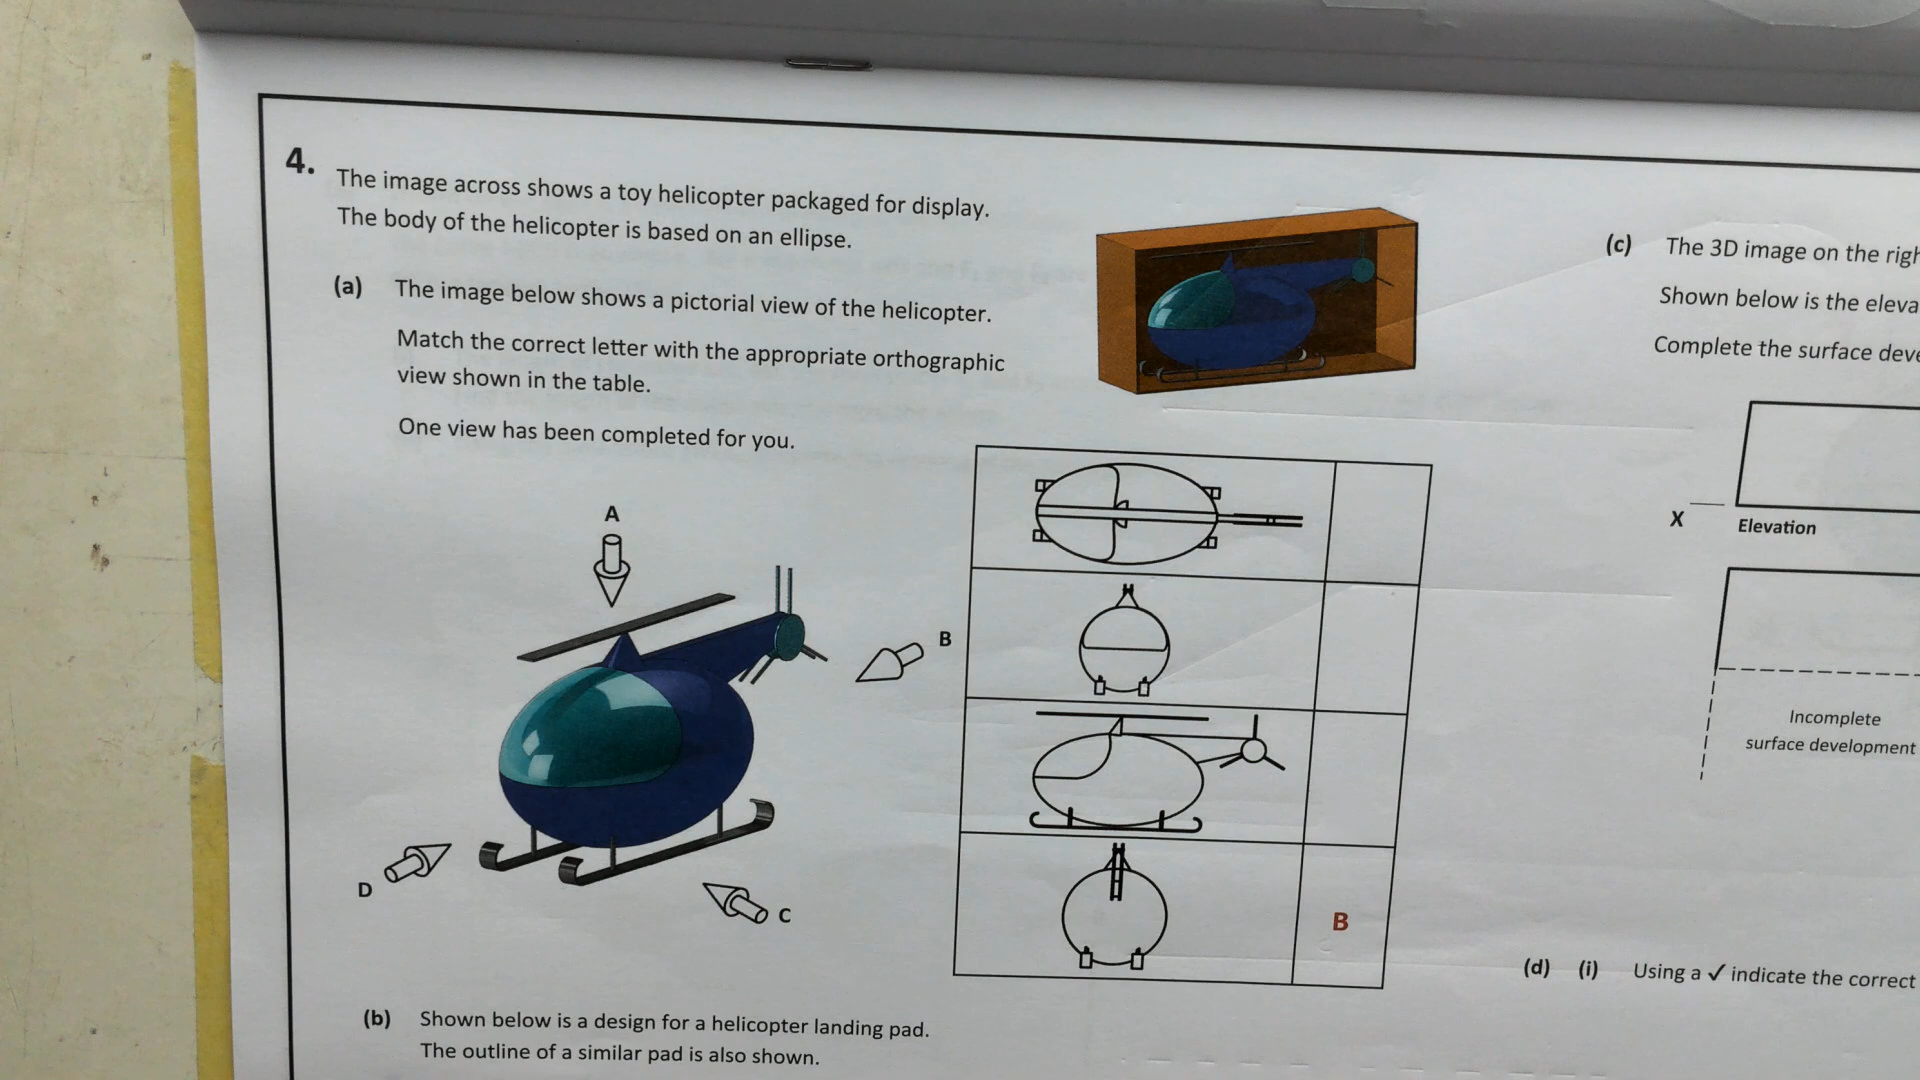 4.
The image across shows a toy helicopter packaged for display.
The body of the helicopter is based on an ellipse.
(a) The image below shows a pictorial view of the helicopter.
Match the correct letter with the appropriate orthographic
view shown in the table.
One view has been completed for you.
A
B
D
C
B
(b) Shown below is a design for a helicopter landing pad.
The outline of a similar pad is also shown.
(c) The 3D image on the
Shown below is the
Complete the surface
X
Elevation
Incomplete
surface development
(d) (i) Using a ✓ indicate the correct